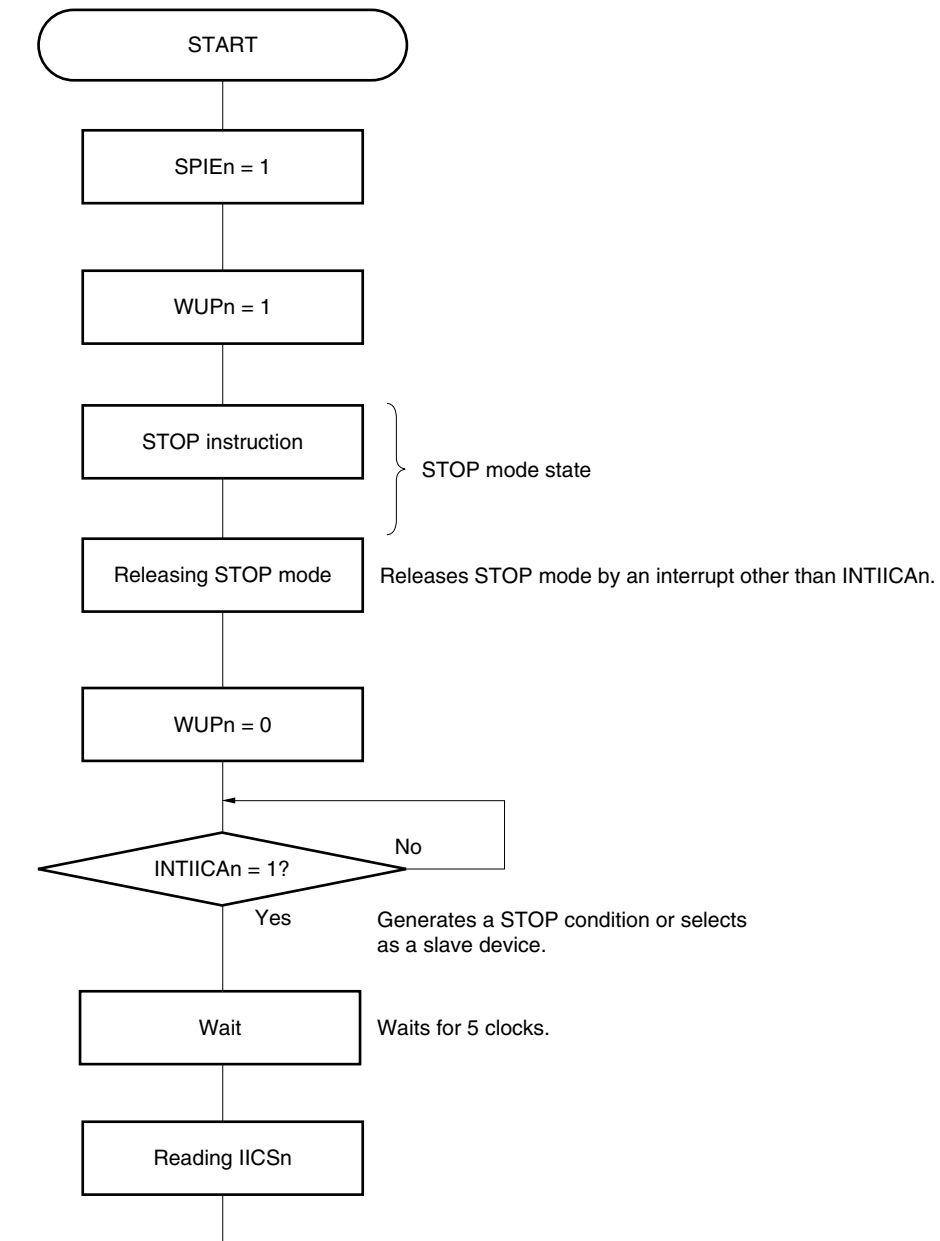 START
SPIEn = 1
WUPn = 1
STOP instruction
STOP mode state
Releasing STOP mode
Releases STOP mode by an interrupt other than INTIICAn.
WUPn = 0
INTIICAn = 1?
No
Yes
Generates a STOP condition or selects
as a slave device.
Wait
Waits for 5 clocks.
Reading IICSn